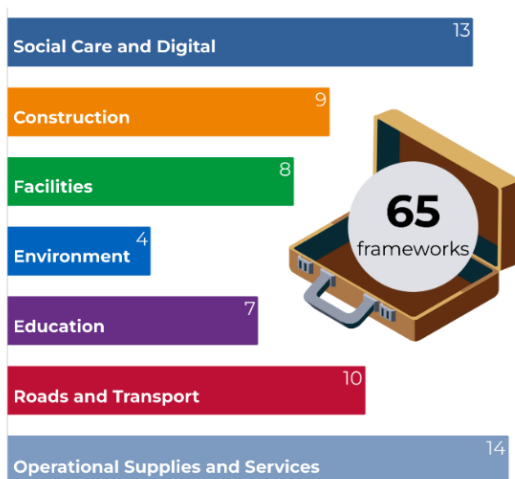 13
Social Care and Digital
9
Construction
8
Facilities
65
frameworks
4
Environment
7
Education
10
Roads and Transport
14
Operational Supplies and Services